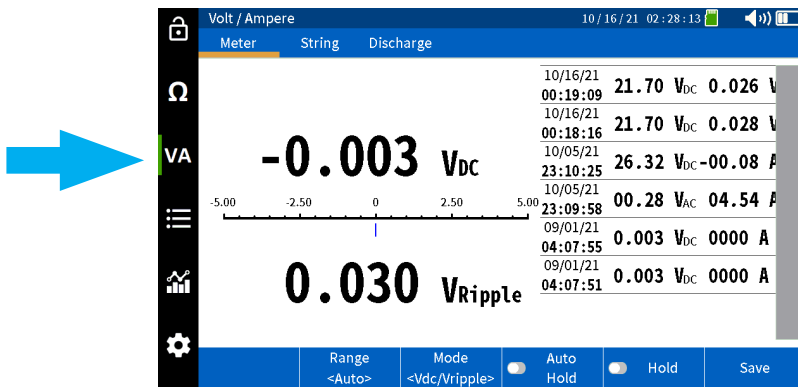 Volt / Ampere 10/16/21 02:28:13
Meter String Discharge
Ω
VA
-0.003 VDC
-5.00 -2.50 0 2.50 5.00
0.030 VRipple
10/16/21
00:19:09 21.70 VDC 0.026 V
10/16/21
00:18:16 21.70 VDC 0.028 V
10/05/21
23:10:25 26.32 VDC -00.08 A
10/05/21
23:09:58 00.28 VAC 04.54 A
09/01/21
04:07:55 0.003 VDC 0000 A
09/01/21
04:07:51 0.003 VDC 0000 A
Range
<Auto>
Mode
<Vdc/Vripple>
Auto
Hold
Hold
Save